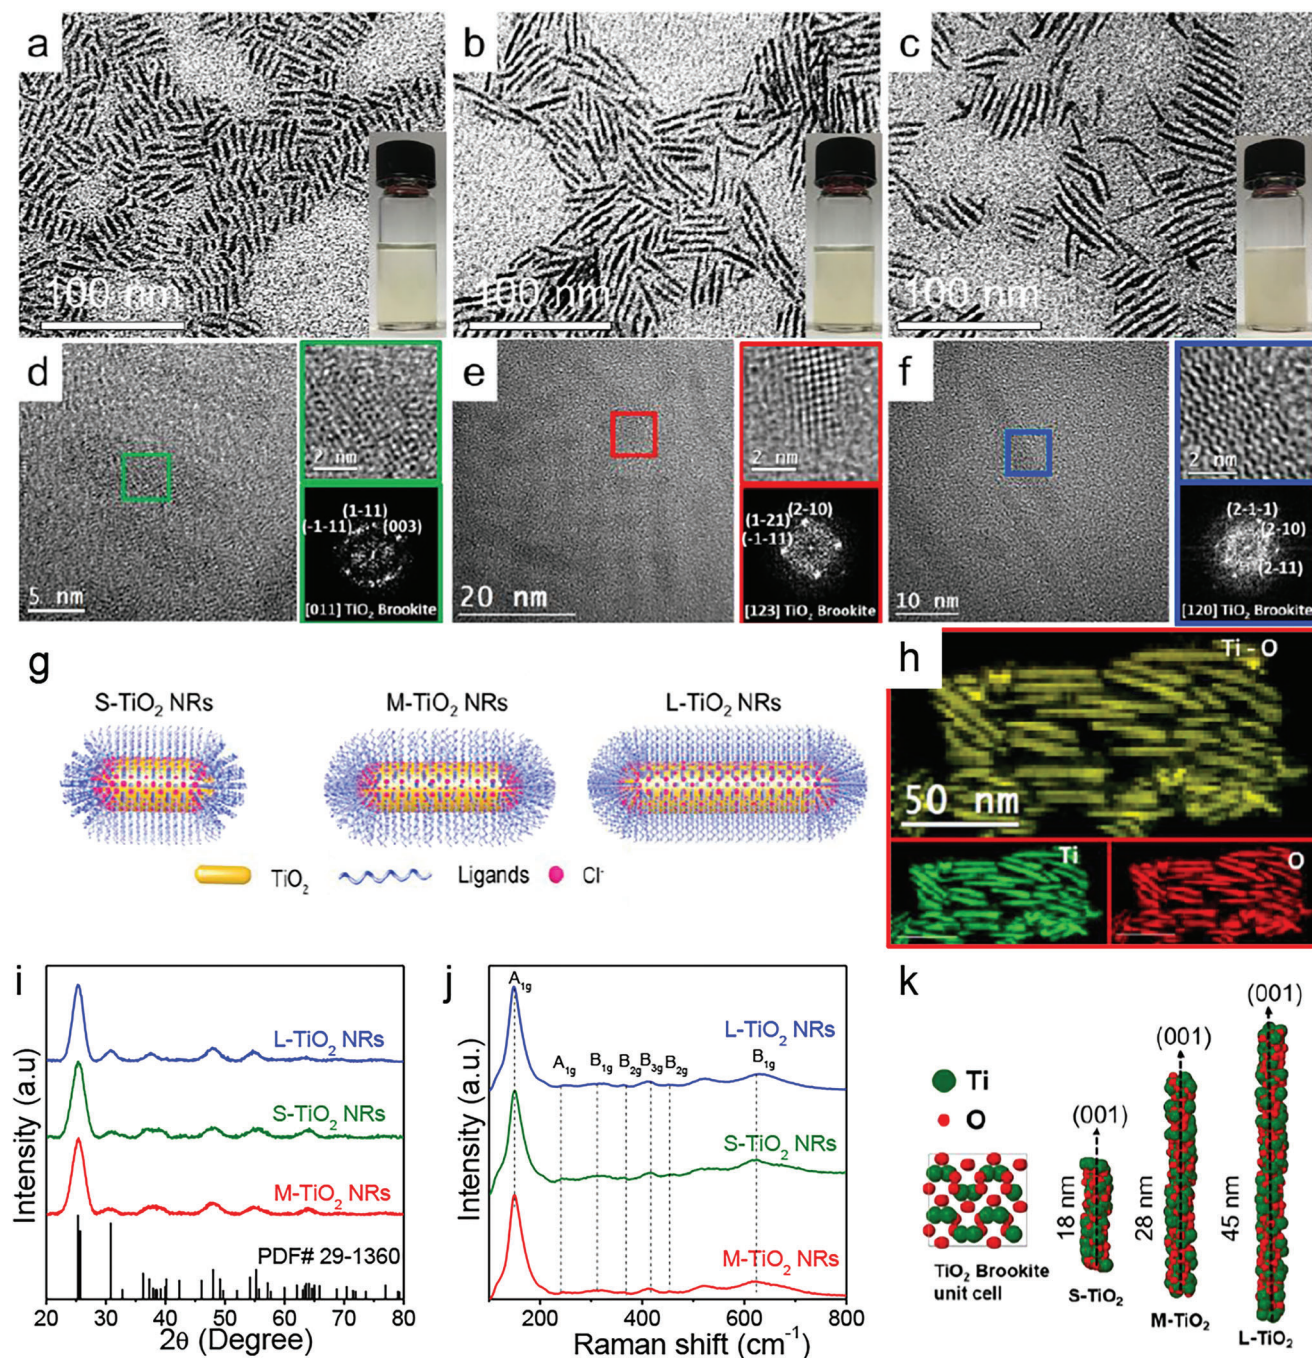 a
b
c
100 nm
100 nm
100 nm
d
2 nm
(1-11)
(-1-11)
(003)
5 nm
[011] TiO2 Brookite
e
2 nm
(2-10)
(1-21)
(-1-11)
20 nm
[123] TiO2 Brookite
f
2 nm
(2-1-1)
(2-10)
(2-11)
10 nm
[120] TiO2 Brookite
g
S-TiO2 NRs
M-TiO2 NRs
L-TiO2 NRs
TiO2
Ligands
Cl-
h
Ti - O
50 nm
Ti
O
i
Intensity (a.u)
L-TiO2 NRs
S-TiO2 NRs
M-TiO2 NRs
PDF# 29-1360
20 30 40 50 60 70 80
2θ (Degree)
j
Intensity (a.u.)
A1g
L-TiO2 NRs
A1g B1g B2g B3g B2g B1g
S-TiO2 NRs
M-TiO2 NRs
200 400 600 800
Raman shift (cm-1)
k
Ti
O
TiO2 Brookite
unit cell
(001)
18 nm
S-TiO2
(001)
28 nm
M-TiO2
(001)
45 nm
L-TiO2